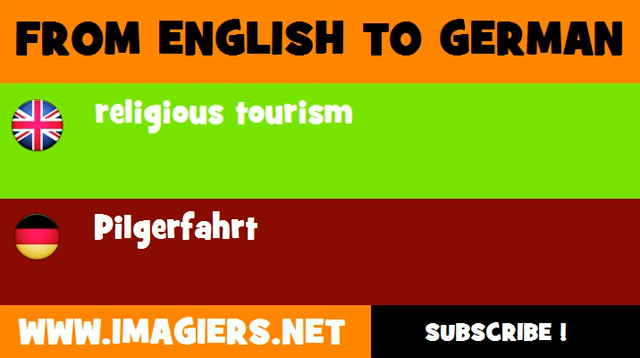 FROM ENGLISH TO GERMAN
religious tourism
Pilgerfahrt
WWW.IMAGIERS.NET
SUBSCRIBE !